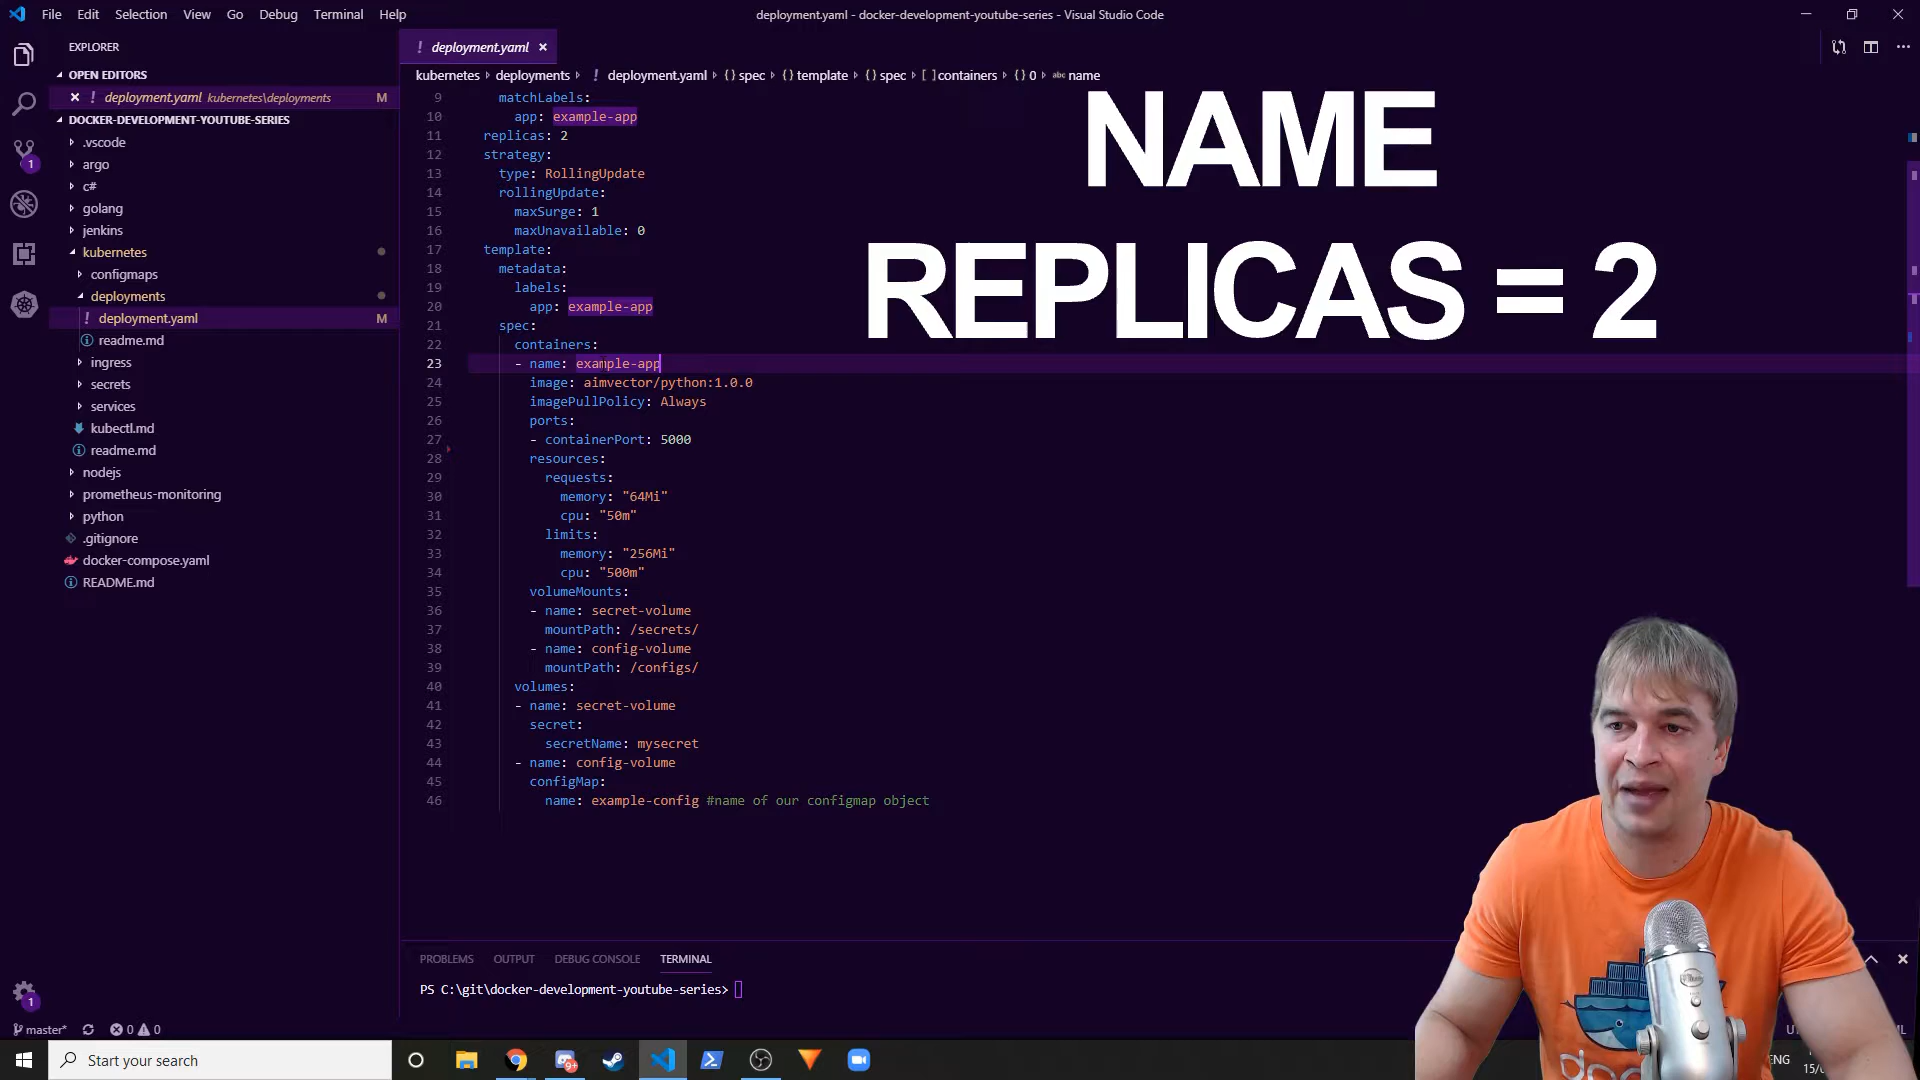 File Edit Selection View Go Debug Terminal Help
deployment.yaml - docker-development-youtube-series - Visual Studio Code
EXPLORER
OPEN EDITORS
deployment.yaml kubernetes\deployments M
DOCKER-DEVELOPMENT-YOUTUBE-SERIES
.vscode
argo
c#
golang
jenkins
kubernetes
configmaps
deployments
! deployment.yaml M
readme.md
ingress
secrets
services
kubectl.md
readme.md
nodejs
prometheus-monitoring
python
.gitignore
docker-compose.yaml
README.md
1
1
! deployment.yaml
kubernetes deployments ! deployment.yaml {} spec {} template {} spec [] containers {} 0 abc name
9 matchLabels:
10 app: example-app
11 replicas: 2
12 strategy:
13 type: RollingUpdate
14 rollingUpdate:
15 maxSurge: 1
16 maxUnavailable: 0
17 template:
18 metadata:
19 labels:
20 app: example-app
21 spec:
22 containers:
23 - name: example-app
24 image: aimvector/python:1.0.0
25 imagePullPolicy: Always
26 ports:
27 - containerPort: 5000
28 resources:
29 requests:
30 memory: "64Mi"
31 cpu: "50m"
32 limits:
33 memory: "256Mi"
34 cpu: "500m"
35 volumeMounts:
36 - name: secret-volume
37 mountPath: /secrets/
38 - name: config-volume
39 mountPath: /configs/
40 volumes:
41 - name: secret-volume
42 secret:
43 secretName: mysecret
44 - name: config-volume
45 configMap:
46 name: example-config #name of our configmap object
NAME
REPLICAS = 2
PROBLEMS OUTPUT DEBUG CONSOLE TERMINAL
PS C:\git\docker-development-youtube-series>
master* 0 0
Start your search
ENG